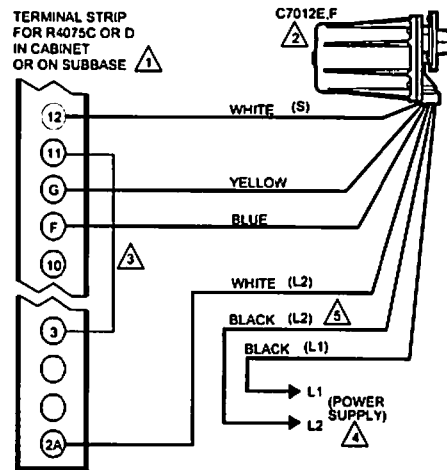 TERMINAL STRIP
FOR R4075C OR D
IN CABINET
OR ON SUBBASE 1
C7012E,F
2
12
WHITE (S)
11
G
YELLOW
F
BLUE
10
3
WHITE (L2)
5
BLACK (L2)
3
BLACK (L1)
L1
(POWER
SUPPLY)
L2
4
2A